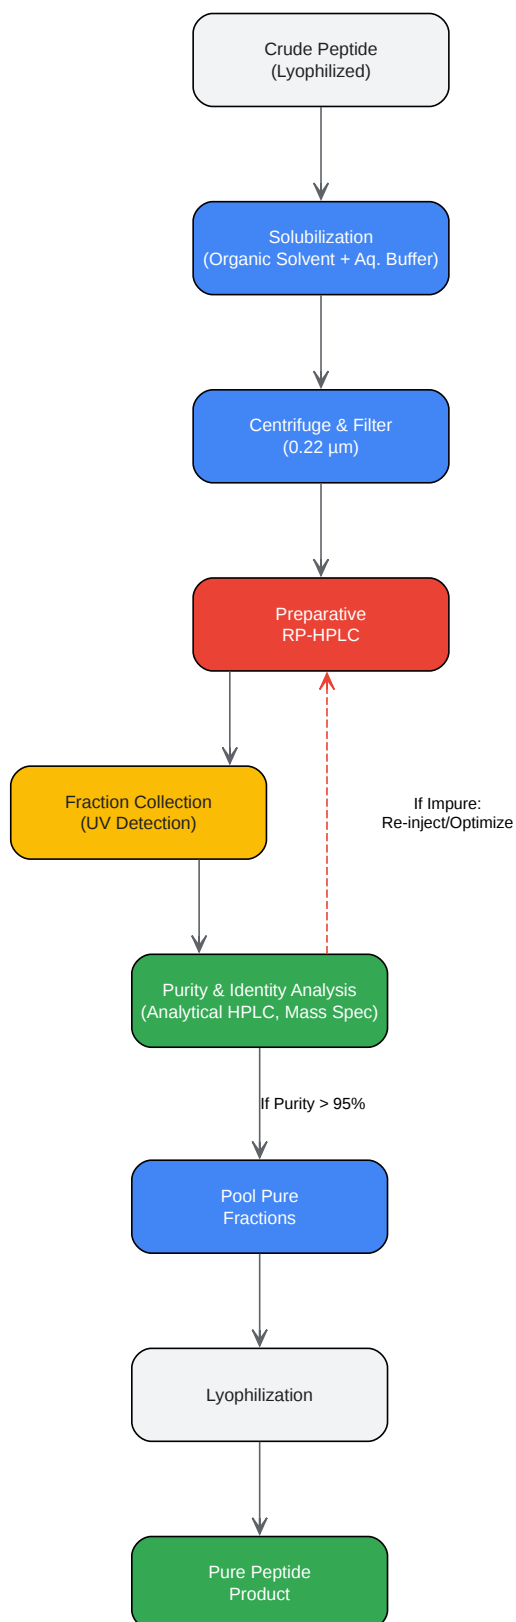 Crude Peptide
(Lyophilized)
Solubilization
(Organic Solvent + Aq. Buffer)
Centrifuge & Filter
(0.22 µm)
Preparative
RP-HPLC
Fraction Collection
(UV Detection)
If Impure:
Re-inject/Optimize
Purity & Identity Analysis
(Analytical HPLC, Mass Spec)
If Purity > 95%
Pool Pure
Fractions
Lyophilization
Pure Peptide
Product